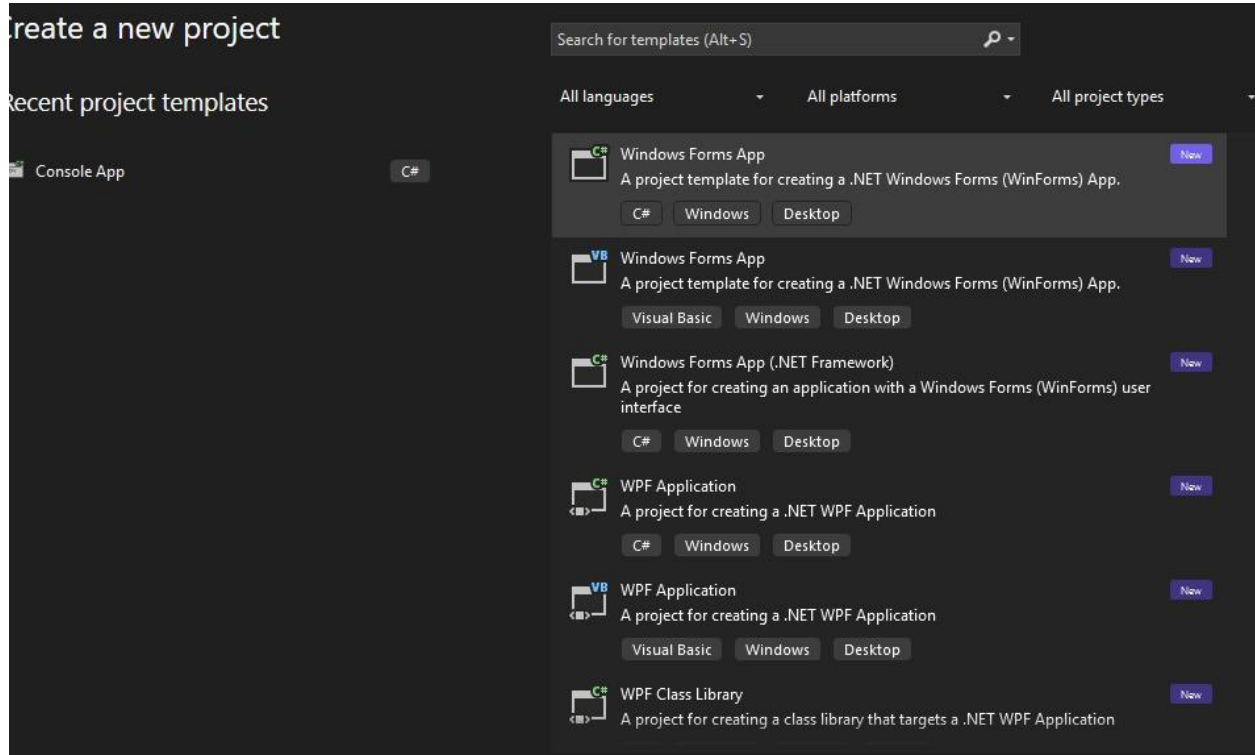 Create a new project
Search for templates (Alt+S)
Recent project templates
All languages
All platforms
All project types
Console App
C#
C#
Windows Forms App
New
A project template for creating a .NET Windows Forms (WinForms) App.
C#
Windows
Desktop
VB
Windows Forms App
New
A project template for creating a .NET Windows Forms (WinForms) App.
Visual Basic
Windows
Desktop
C#
Windows Forms App (.NET Framework)
New
A project for creating an application with a Windows Forms (WinForms) user
interface
C#
Windows
Desktop
C#
WPF Application
New
A project for creating a .NET WPF Application
C#
Windows
Desktop
VB
WPF Application
New
A project for creating a .NET WPF Application
Visual Basic
Windows
Desktop
C#
WPF Class Library
New
A project for creating a class library that targets a .NET WPF Application